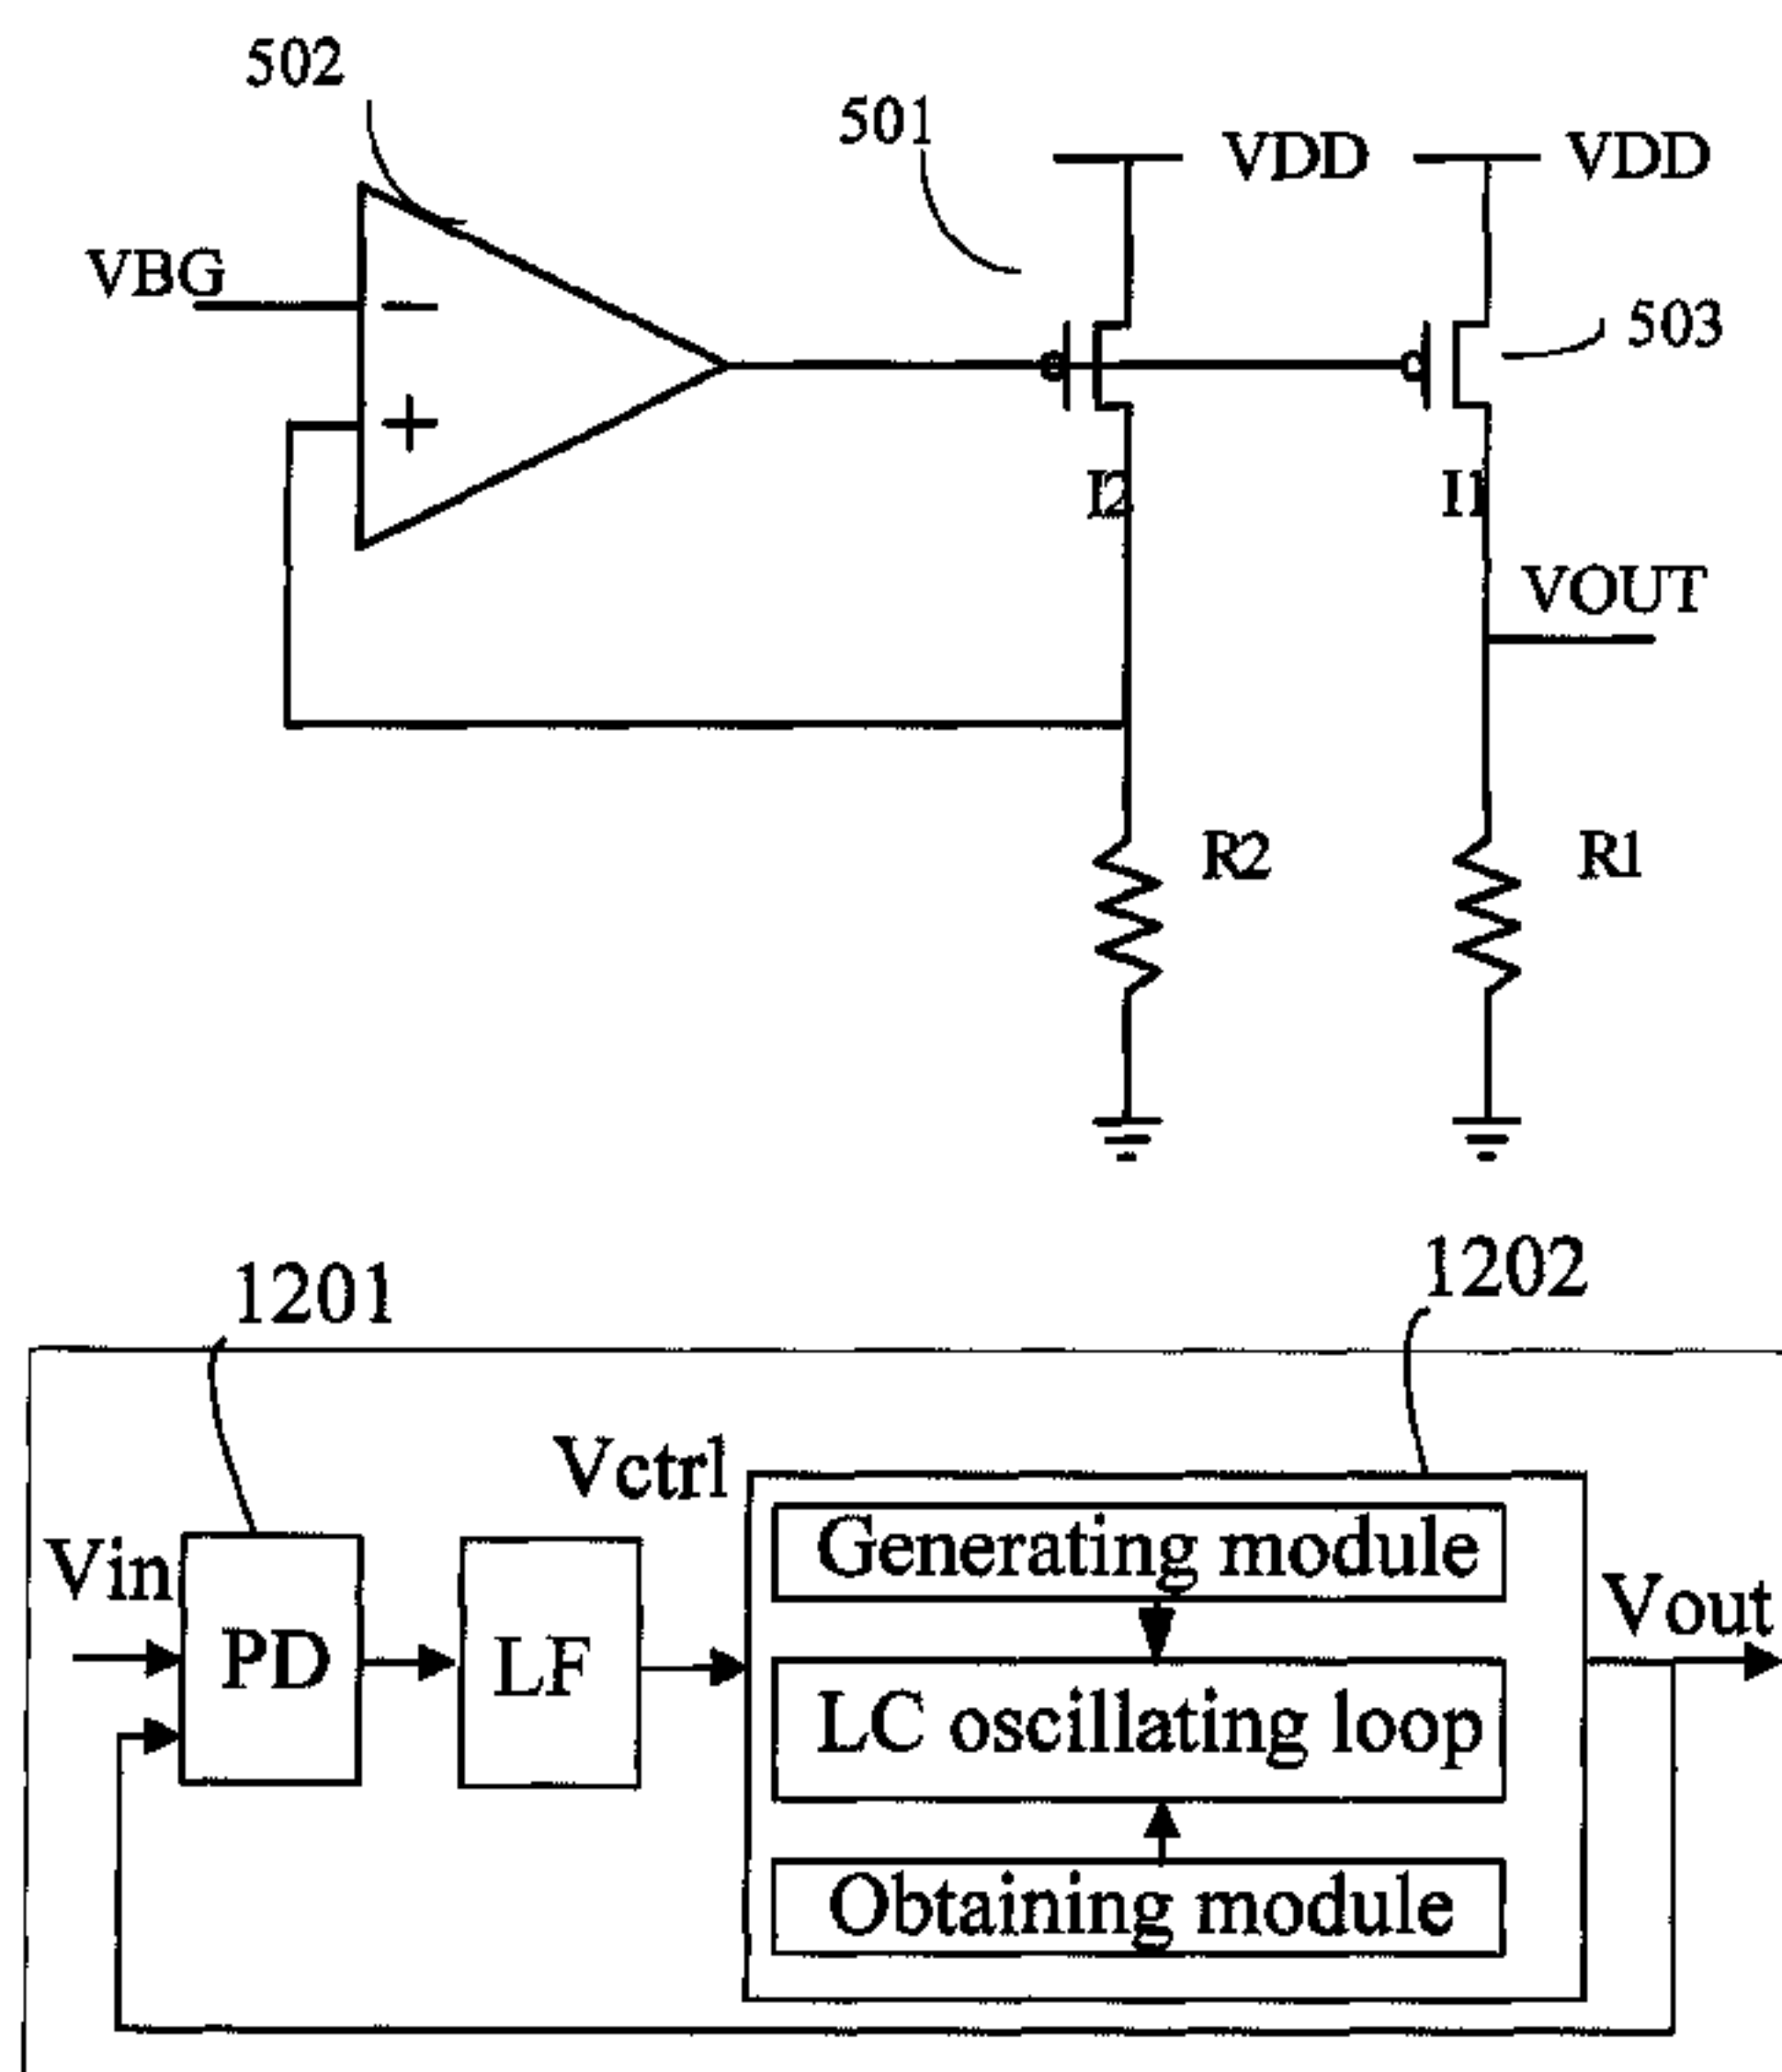 502
501
VDD
VDD
VBG
−
503
+
I2
I1
VOUT
R2
R1
1201
1202
Vctrl
Generating module
Vin
Vout
PD
LF
LC oscillating loop
Obtaining module